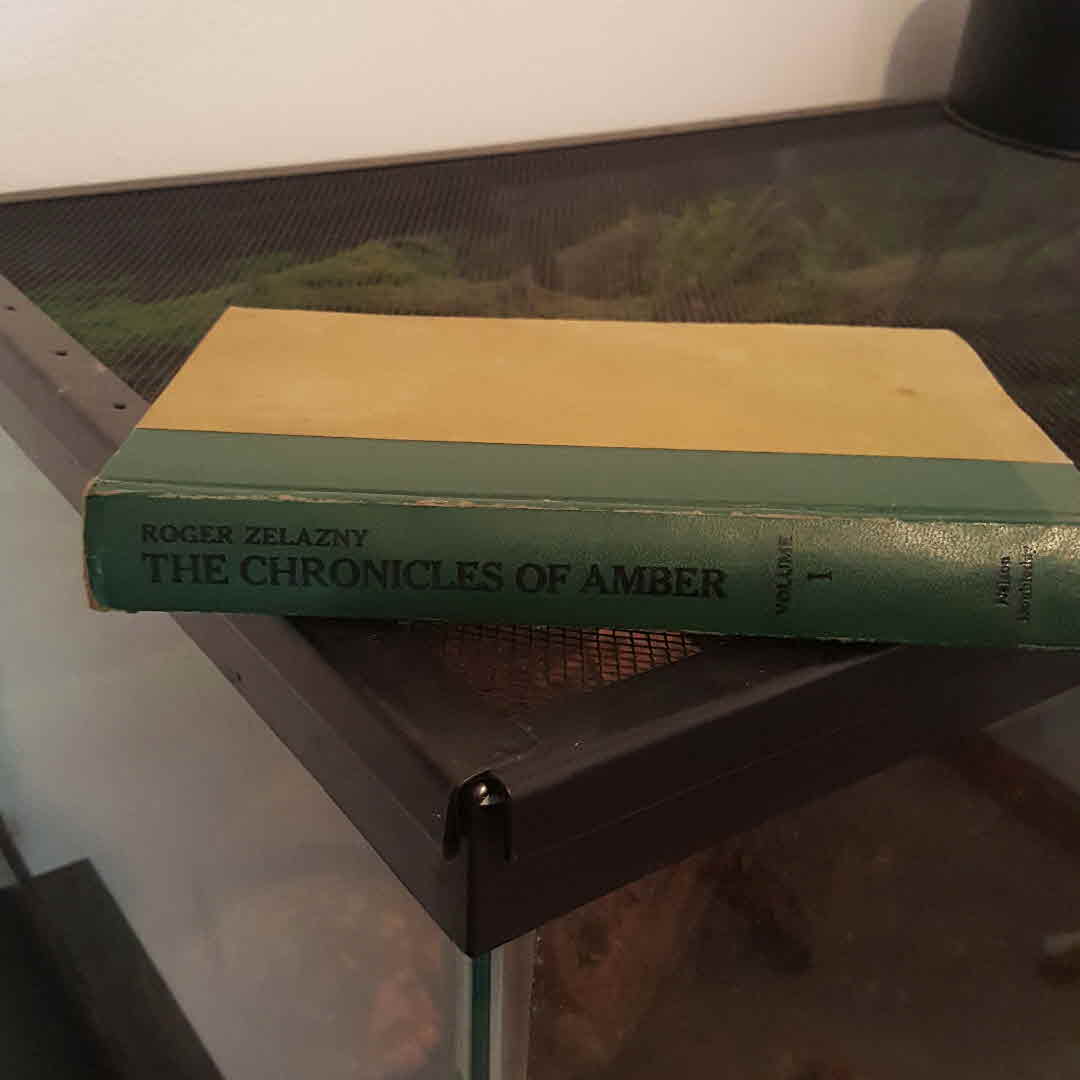 ROGER ZELAZNY
THE CHRONICLES OF AMBER
VOLUME
I
Nelson
Doubleday